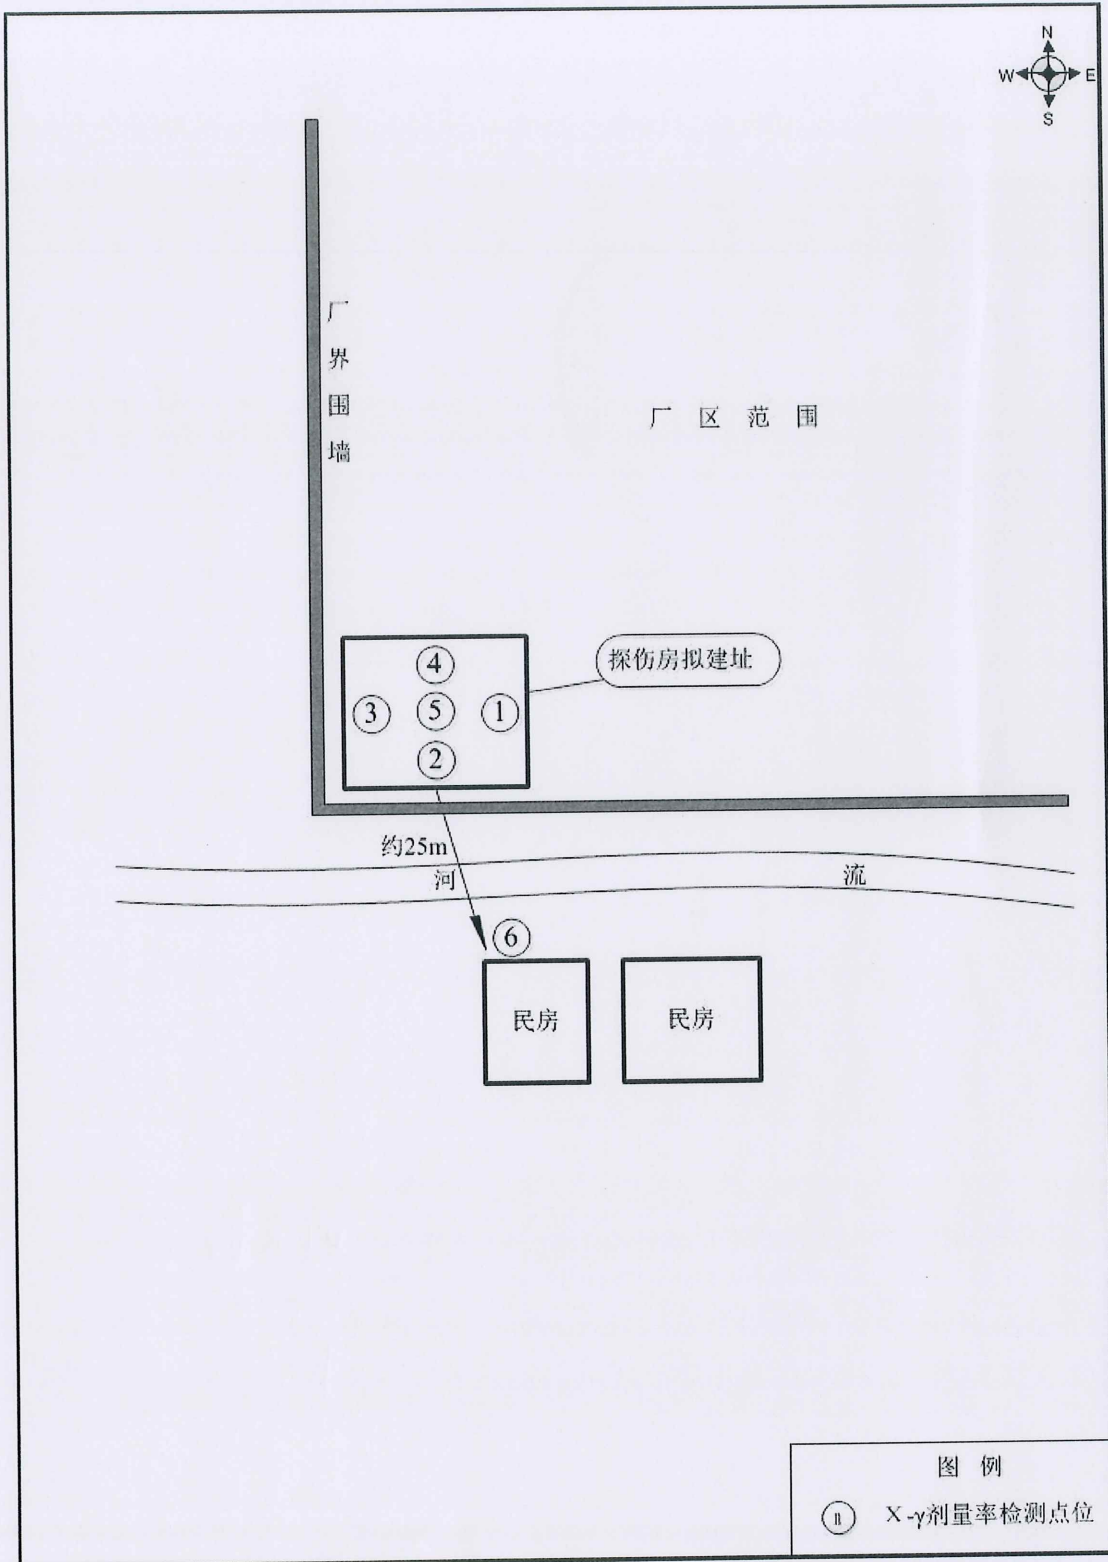 N
W E
S
厂界围墙
厂区范围
④
探伤房拟建址
③ ⑤ ①
②
约25m
河流
⑥
民房 民房
图例
n X-γ剂量率检测点位